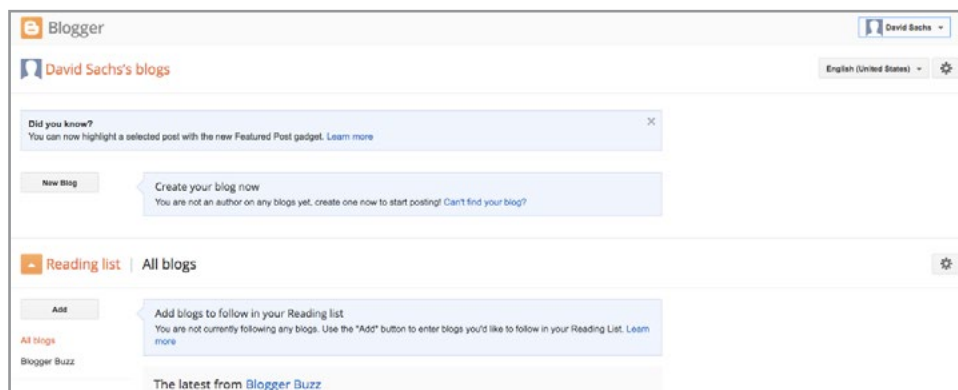 Blogger
David Sachs
David Sachs's blogs
English (United States)
Did you know?
You can now highlight a selected post with the new Featured Post gadget. Learn more
New Blog
Create your blog now
You are not an author on any blogs yet, create one now to start posting! Can't find your blog?
Reading list | All blogs
Add
Add blogs to follow in your Reading list
You are not currently following any blogs. Use the "Add" button to enter blogs you'd like to follow in your Reading List. Learn
more
All blogs
Blogger Buzz
The latest from Blogger Buzz